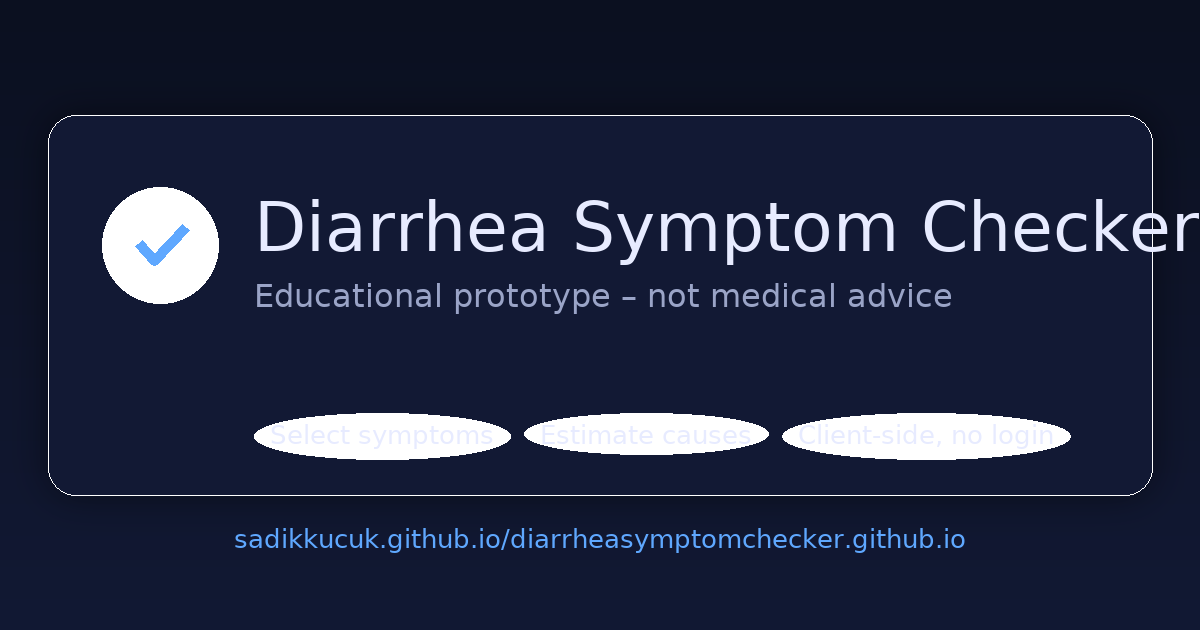 Diarrhea Symptom Checker
Educational prototype – not medical advice
Select symptoms Estimate causes Client-side, no login
sadikkucuk.github.io/diarrheasymptomchecker.github.io